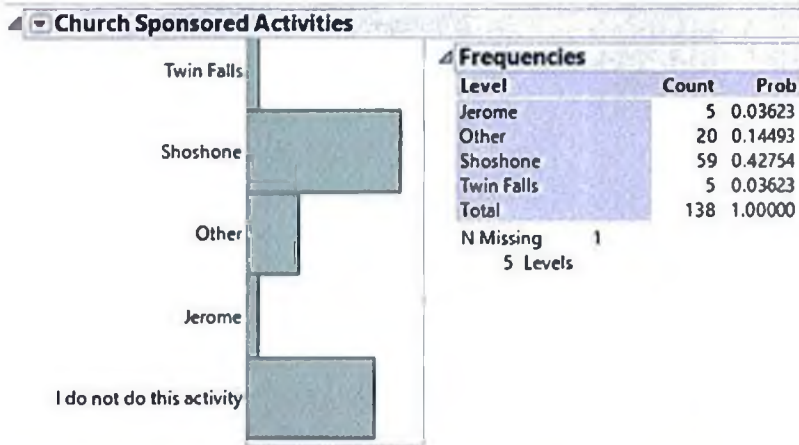 Church Sponsored Activities
Twin Falls
Shoshone
Other
Jerome
I do not do this activity
Frequencies
Level Count Prob
Jerome 5 0.03623
Other 20 0.14493
Shoshone 59 0.42754
Twin Falls 5 0.03623
Total 138 1.00000
N Missing 1
5 Levels